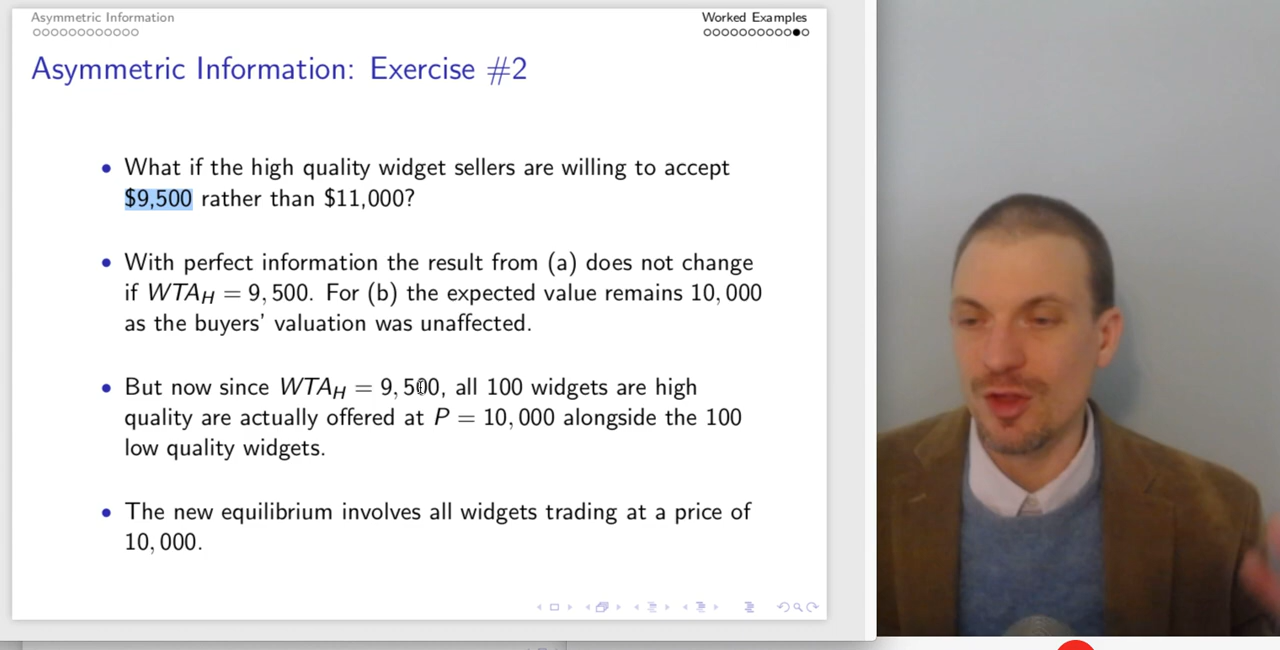 Asymmetric Information
Worked Examples
Asymmetric Information: Exercise #2
• What if the high quality widget sellers are willing to accept
$9,500 rather than $11,000?
• With perfect information the result from (a) does not change
if WTA_H = 9, 500. For (b) the expected value remains 10, 000
as the buyers' valuation was unaffected.
• But now since WTA_H = 9, 500, all 100 widgets are high
quality are actually offered at P = 10, 000 alongside the 100
low quality widgets.
• The new equilibrium involves all widgets trading at a price of
10, 000.